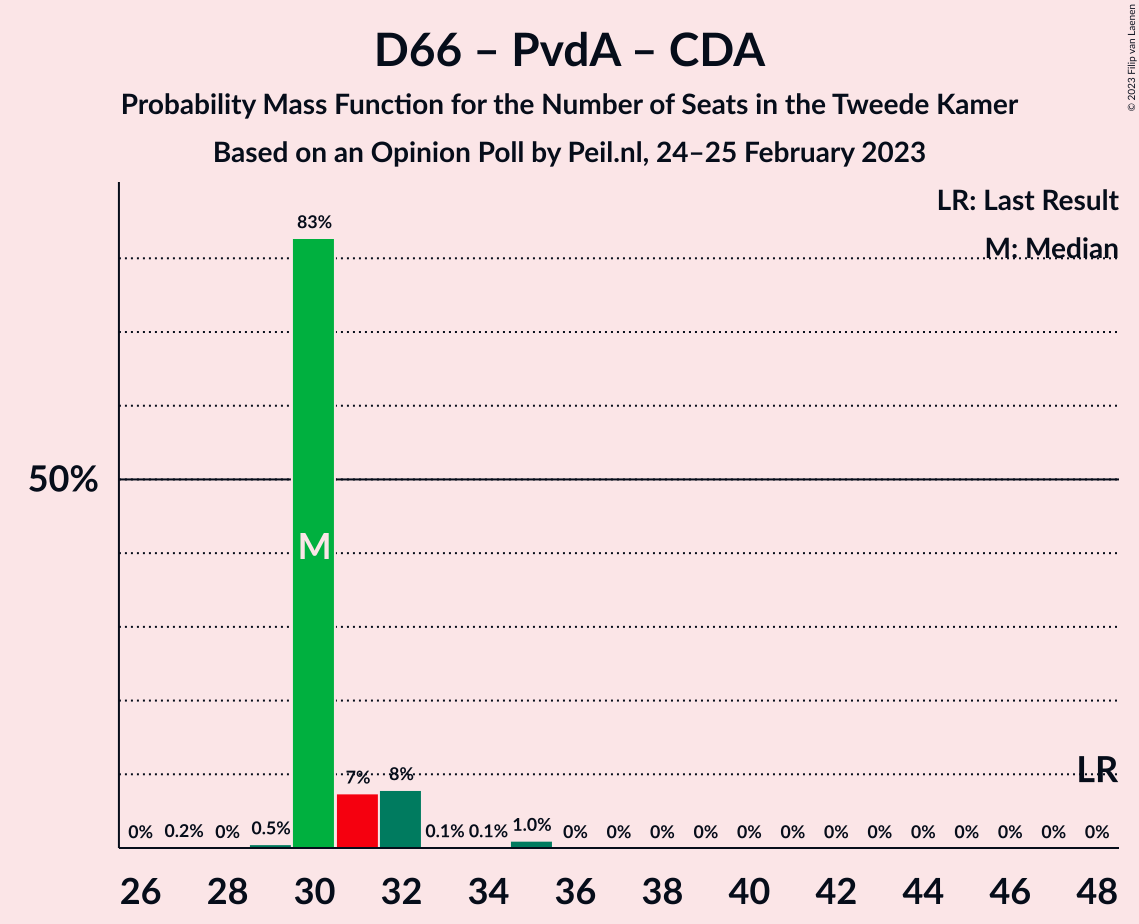 D66 – PvdA – CDA
Probability Mass Function for the Number of Seats in the Tweede Kamer
Based on an Opinion Poll by Peil.nl, 24–25 February 2023
© 2023 Filip van Laenen
LR: Last Result
M: Median
83%
50%
M
LR
0% 0.2% 0% 0.5% 7% 8% 0.1% 0.1% 1.0% 0% 0% 0% 0% 0% 0% 0% 0% 0% 0% 0% 0% 0%
26 28 30 32 34 36 38 40 42 44 46 48